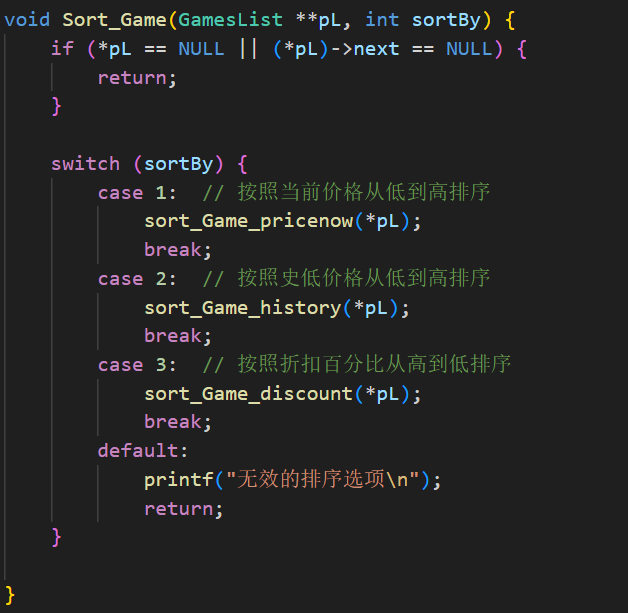 void Sort_Game(GamesList **pL, int sortBy) {
    if (*pL == NULL || (*pL)->next == NULL) {
        return;
    }

    switch (sortBy) {
        case 1:  // 按照当前价格从低到高排序
            sort_Game_pricenow(*pL);
            break;
        case 2:  // 按照史低价格从低到高排序
            sort_Game_history(*pL);
            break;
        case 3:  // 按照折扣百分比从高到低排序
            sort_Game_discount(*pL);
            break;
        default:
            printf("无效的排序选项\n");
            return;
    }

}